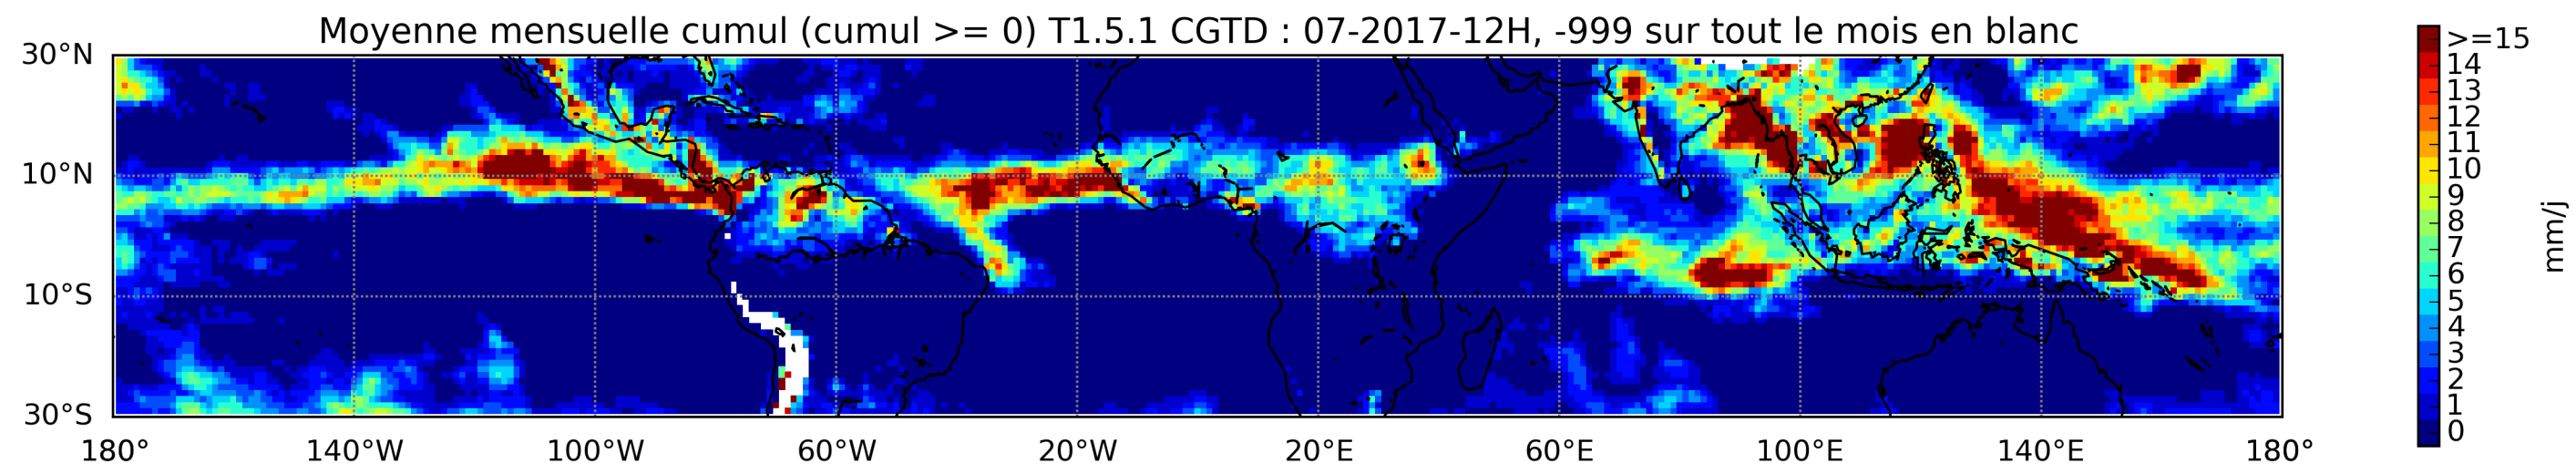 Moyenne mensuelle cumul (cumul >= 0) T1.5.1 CGTD : 07-2017-12H, -999 sur tout le mois en blanc
30°N
10°N
10°S
30°S
180°
140°W
100°W
60°W
20°W
20°E
60°E
100°E
140°E
180°
>=15
14
13
12
11
10
9
8
7
6
5
4
3
2
1
0
mm/j